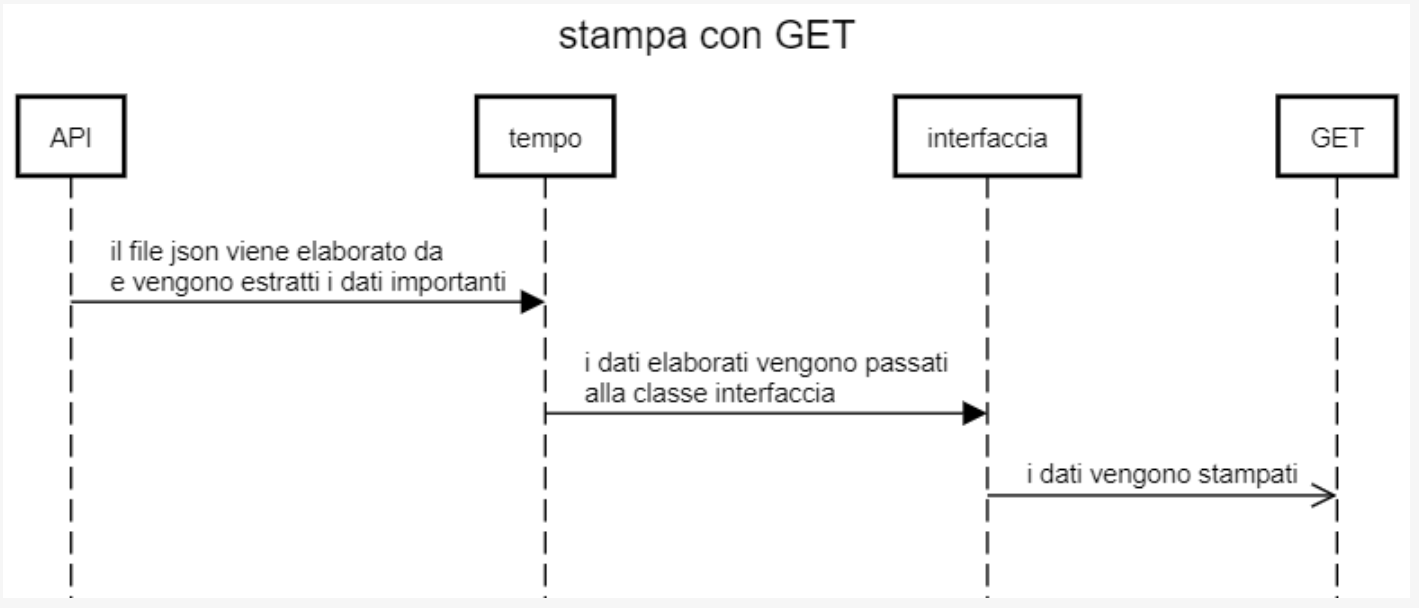 stampa con GET
API
tempo
interfaccia
GET
il file json viene elaborato da
e vengono estratti i dati importanti
i dati elaborati vengono passati
alla classe interfaccia
i dati vengono stampati